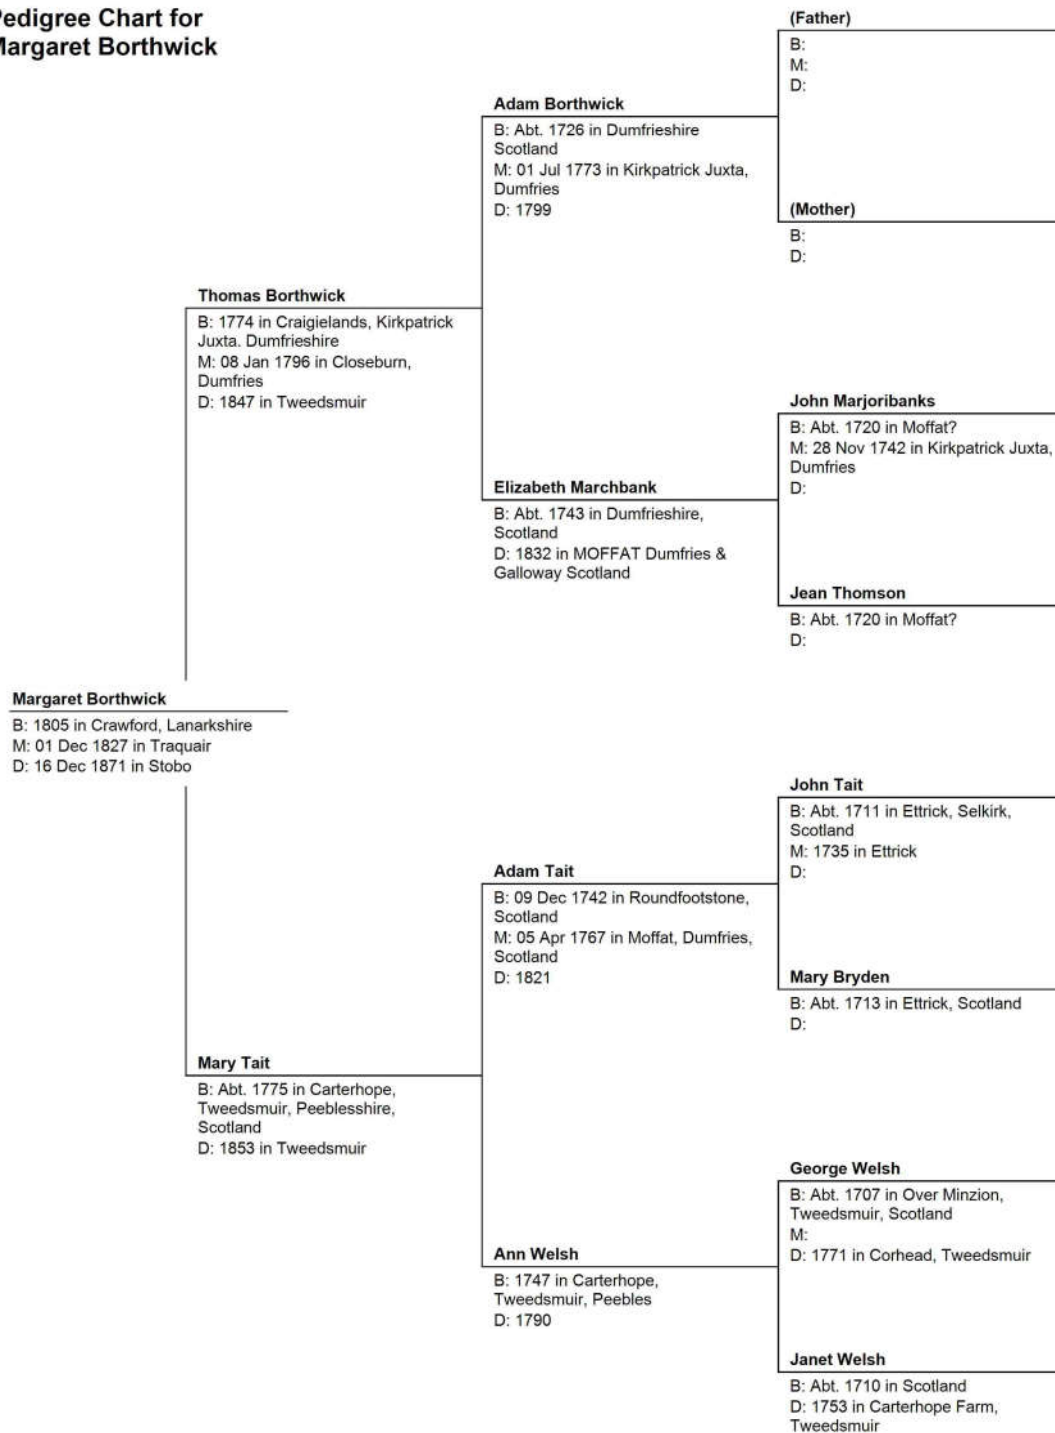 Pedigree Chart for
Margaret Borthwick
(Father)
B:
M:
D:
Adam Borthwick
B: Abt. 1726 in Dumfrieshire
Scotland
M: 01 Jul 1773 in Kirkpatrick Juxta,
Dumfries
D: 1799
(Mother)
B:
D:
Thomas Borthwick
B: 1774 in Craigielands, Kirkpatrick
Juxta. Dumfrieshire
M: 08 Jan 1796 in Closeburn,
Dumfries
D: 1847 in Tweedsmuir
John Marjoribanks
B: Abt. 1720 in Moffat?
M: 28 Nov 1742 in Kirkpatrick Juxta,
Dumfries
D:
Elizabeth Marchbank
B: Abt. 1743 in Dumfrieshire,
Scotland
D: 1832 in MOFFAT Dumfries &
Galloway Scotland
Jean Thomson
B: Abt. 1720 in Moffat?
D:
Margaret Borthwick
B: 1805 in Crawford, Lanarkshire
M: 01 Dec 1827 in Traquair
D: 16 Dec 1871 in Stobo
John Tait
B: Abt. 1711 in Ettrick, Selkirk,
Scotland
M: 1735 in Ettrick
D:
Adam Tait
B: 09 Dec 1742 in Roundfootstone,
Scotland
M: 05 Apr 1767 in Moffat, Dumfries,
Scotland
D: 1821
Mary Bryden
B: Abt. 1713 in Ettrick, Scotland
D:
Mary Tait
B: Abt. 1775 in Carterhope,
Tweedsmuir, Peeblesshire,
Scotland
D: 1853 in Tweedsmuir
George Welsh
B: Abt. 1707 in Over Minzion,
Tweedsmuir, Scotland
M:
D: 1771 in Corhead, Tweedsmuir
Ann Welsh
B: 1747 in Carterhope,
Tweedsmuir, Peebles
D: 1790
Janet Welsh
B: Abt. 1710 in Scotland
D: 1753 in Carterhope Farm,
Tweedsmuir